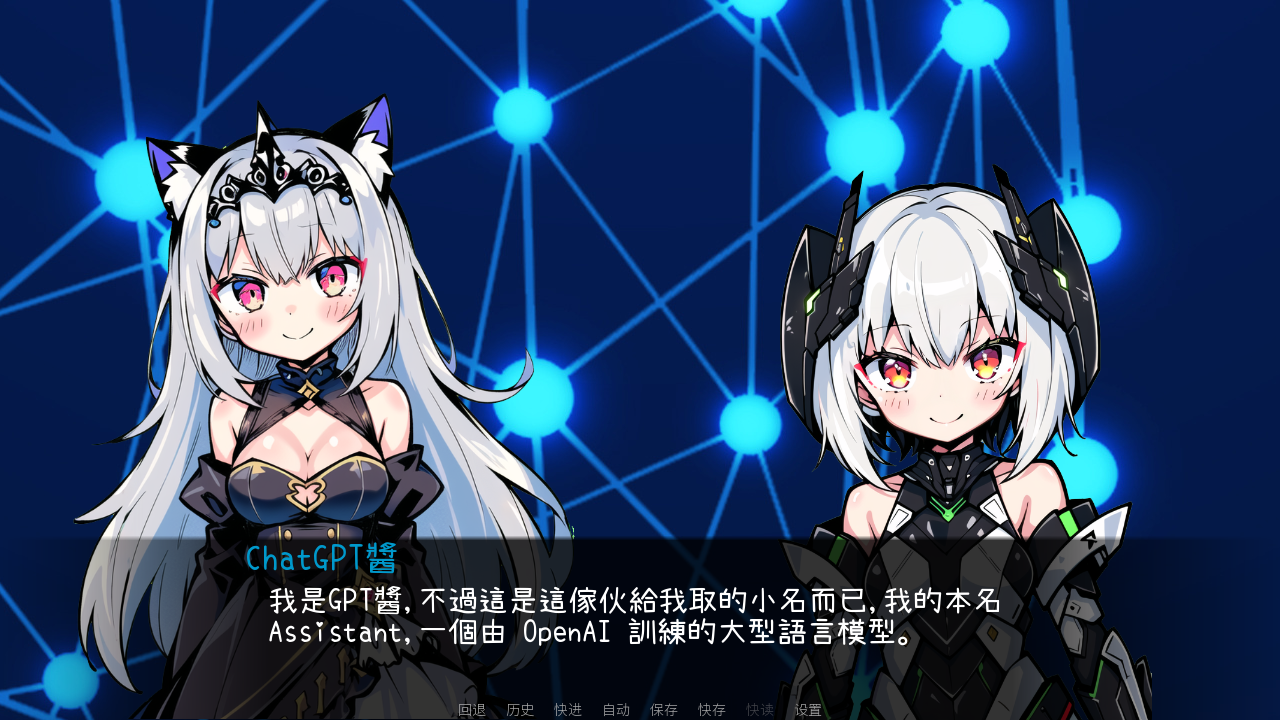 ChatGPT醬
我是GPT醬,不過這是這傢伙給我取的小名而已,我的本名
Assistant,一個由 OpenAI 訓練的大型語言模型。
回退 历史 快进 自动 保存 快存 快读 设置